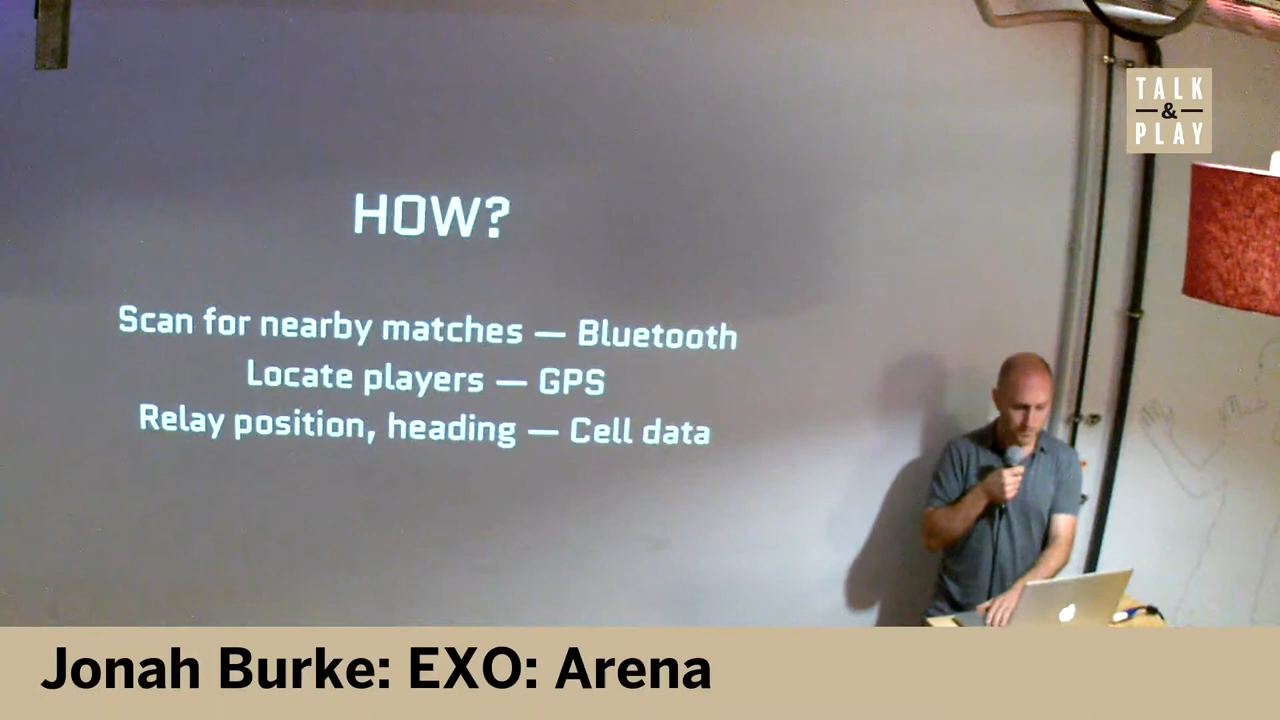 HOW?
Scan for nearby matches — Bluetooth
Locate players — GPS
Relay position, heading — Cell data
TALK
&
PLAY
Jonah Burke: EXO: Arena